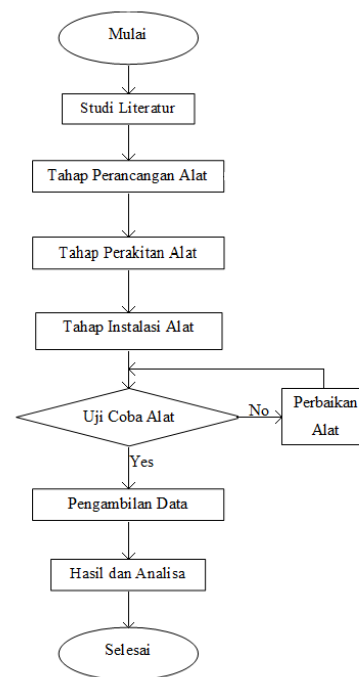 Mulai
Studi Literatur
Tahap Perancangan Alat
Tahap Perakitan Alat
Tahap Instalasi Alat
Uji Coba Alat
No
Perbaikan
Alat
Yes
Pengambilan Data
Hasil dan Analisa
Selesai